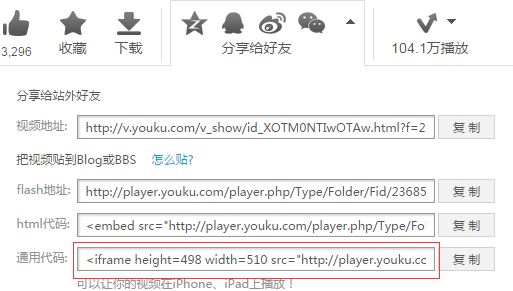 3,296 收藏 下载 分享给好友 104.1万播放
分享给站外好友
视频地址: http://v.youku.com/v_show/id_XOTM0NTIwOTAw.html?f=2 复 制
把视频贴到Blog或BBS 怎么贴?
flash地址: http://player.youku.com/player.php/Type/Folder/Fid/23685 复 制
html代码: <embed src="http://player.youku.com/player.php/Type/Fo 复 制
通用代码: <iframe height=498 width=510 src="http://player.youku.cc 复 制
可以让你的视频在iPhone、iPad上播放！